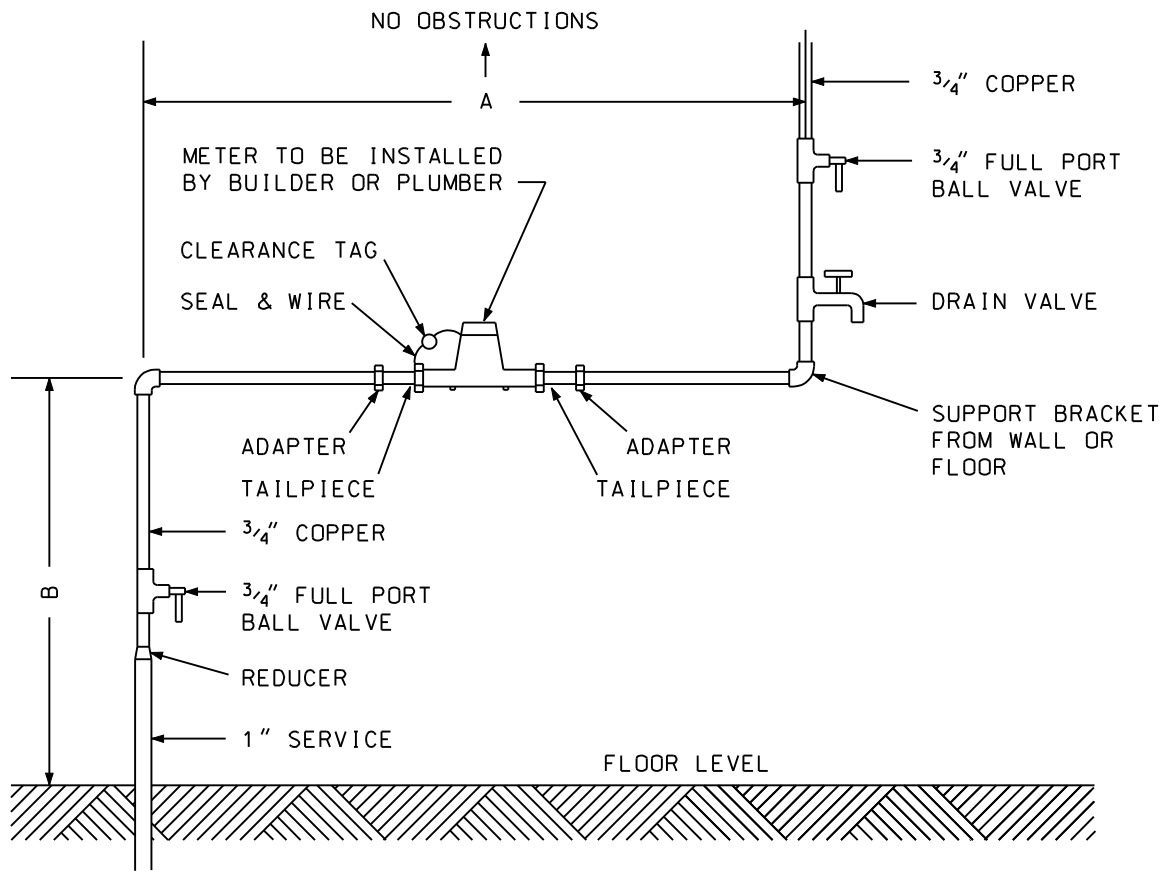 NO OBSTRUCTIONS
A
3/4" COPPER
METER TO BE INSTALLED
BY BUILDER OR PLUMBER
3/4" FULL PORT
BALL VALVE
CLEARANCE TAG
SEAL & WIRE
DRAIN VALVE
SUPPORT BRACKET
FROM WALL OR
FLOOR
ADAPTER
ADAPTER
TAILPIECE
TAILPIECE
3/4" COPPER
B
3/4" FULL PORT
BALL VALVE
REDUCER
1" SERVICE
FLOOR LEVEL